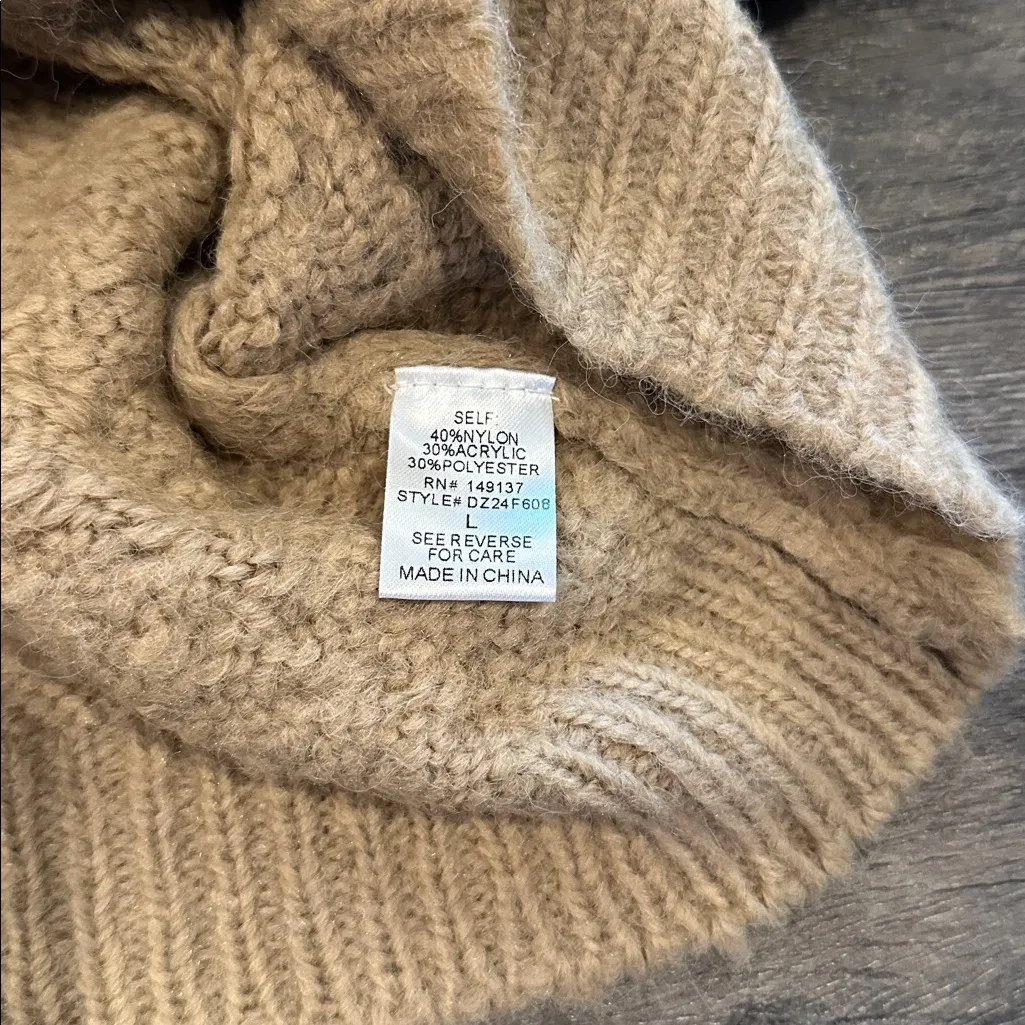 SELF:
40%NYLON
30%ACRYLIC
30%POLYESTER
RN# 149137
STYLE# DZ24F608
L
SEE REVERSE
FOR CARE
MADE IN CHINA